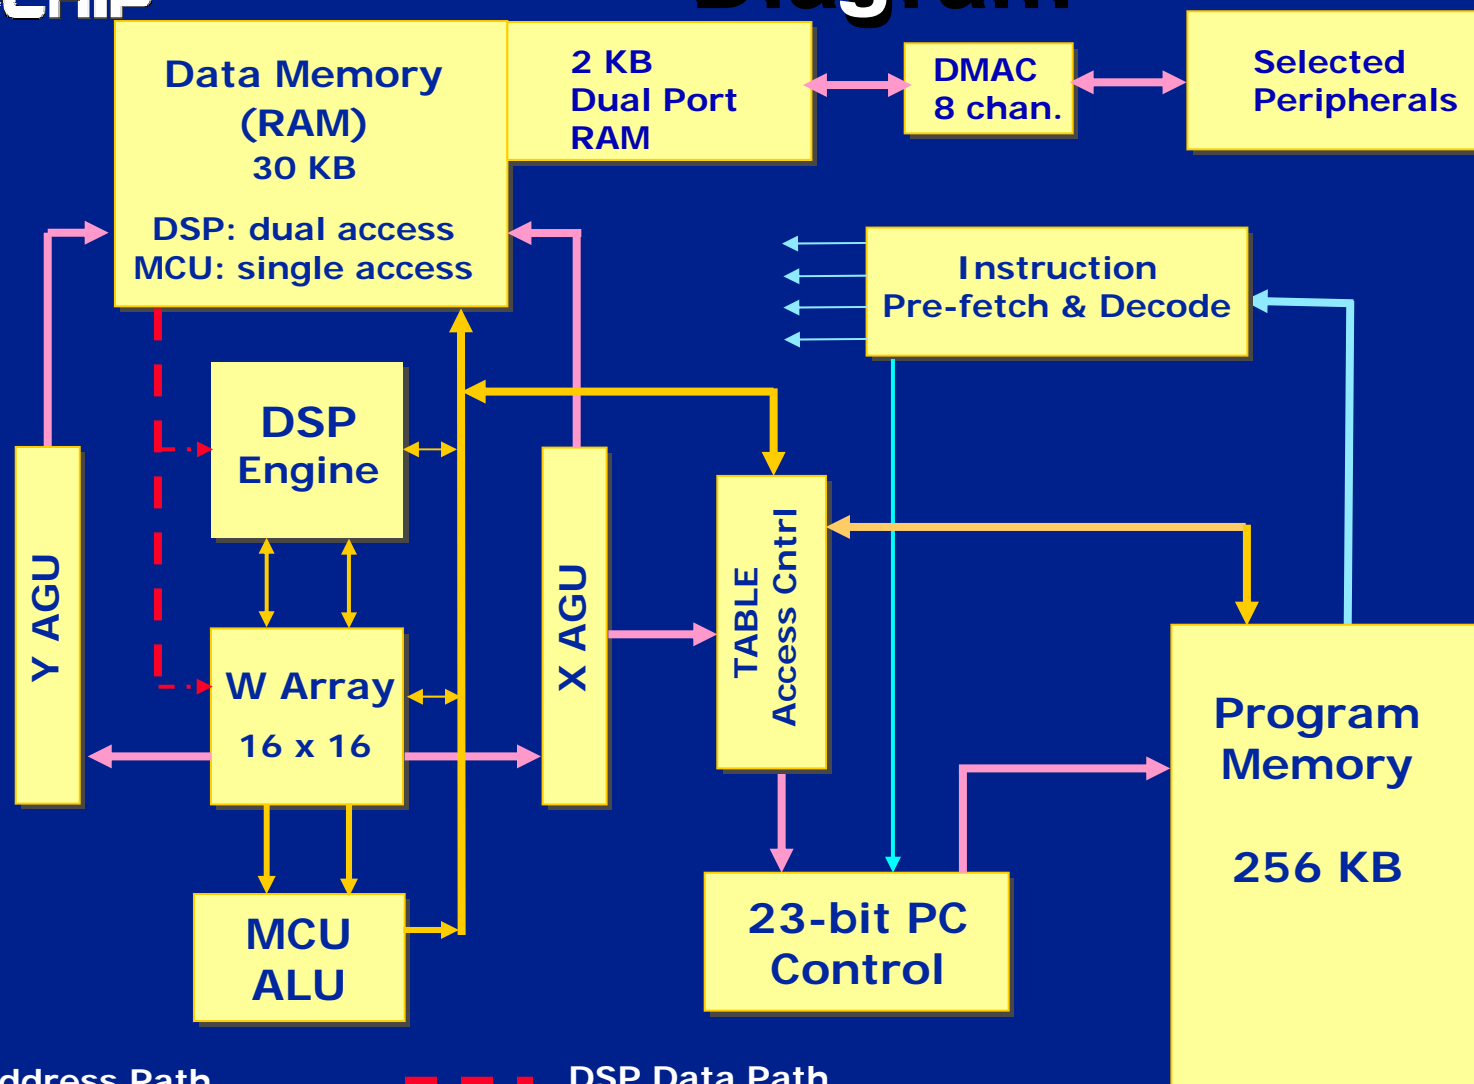 Diagram
Data Memory
(RAM)
30 KB
DSP: dual access
MCU: single access
2 KB
Dual Port
RAM
DMAC
8 chan.
Selected
Peripherals
Instruction
Pre-fetch & Decode
DSP
Engine
Y AGU
X AGU
TABLE
Access Cntrl
W Array
16 x 16
Program
Memory
256 KB
MCU
ALU
23-bit PC
Control
Path
DSP Data Path